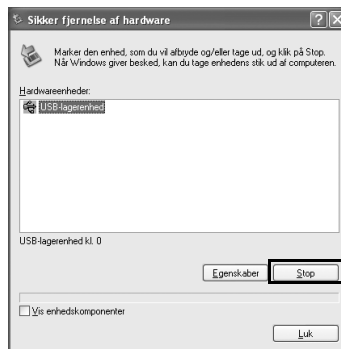 Sikker fjernelse af hardware
Marker den enhed, som du vil afbryde og/eller tage ud, og klik på Stop.
Når Windows giver besked, kan du tage enhedens stik ud af computeren.
Hardwareenheder:
USB-lagerenhed
USB-lagerenhed kl. 0
Egenskaber
Stop
Vis enhedskomponenter
Luk